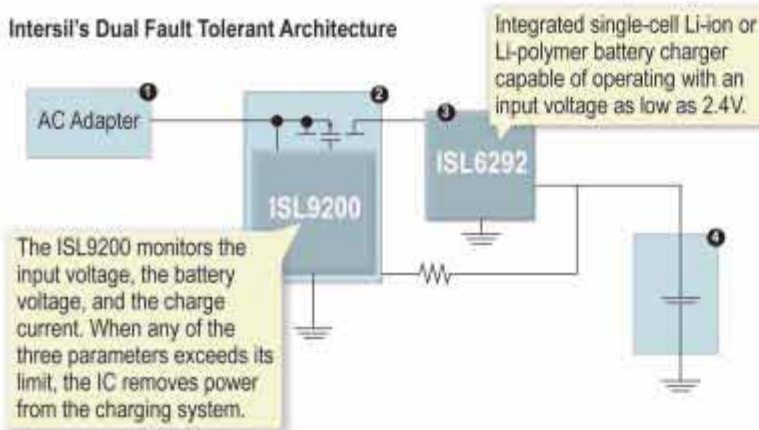 Intersil's Dual Fault Tolerant Architecture
Integrated single-cell Li-ion or
Li-polymer battery charger
capable of operating with an
input voltage as low as 2.4V.
1
AC Adapter
2
3
ISL6292
ISL9200
The ISL9200 monitors the
input voltage, the battery
voltage, and the charge
current. When any of the
three parameters exceeds its
limit, the IC removes power
from the charging system.
4